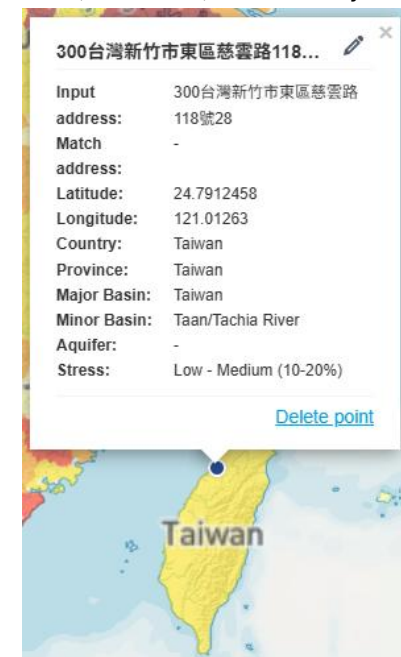 300台灣新竹市東區慈雲路118...
×
Input address: 300台灣新竹市東區慈雲路118號28
Match address: -
Latitude: 24.7912458
Longitude: 121.01263
Country: Taiwan
Province: Taiwan
Major Basin: Taiwan
Minor Basin: Taan/Tachia River
Aquifer: -
Stress: Low - Medium (10-20%)
Delete point
Taiwan